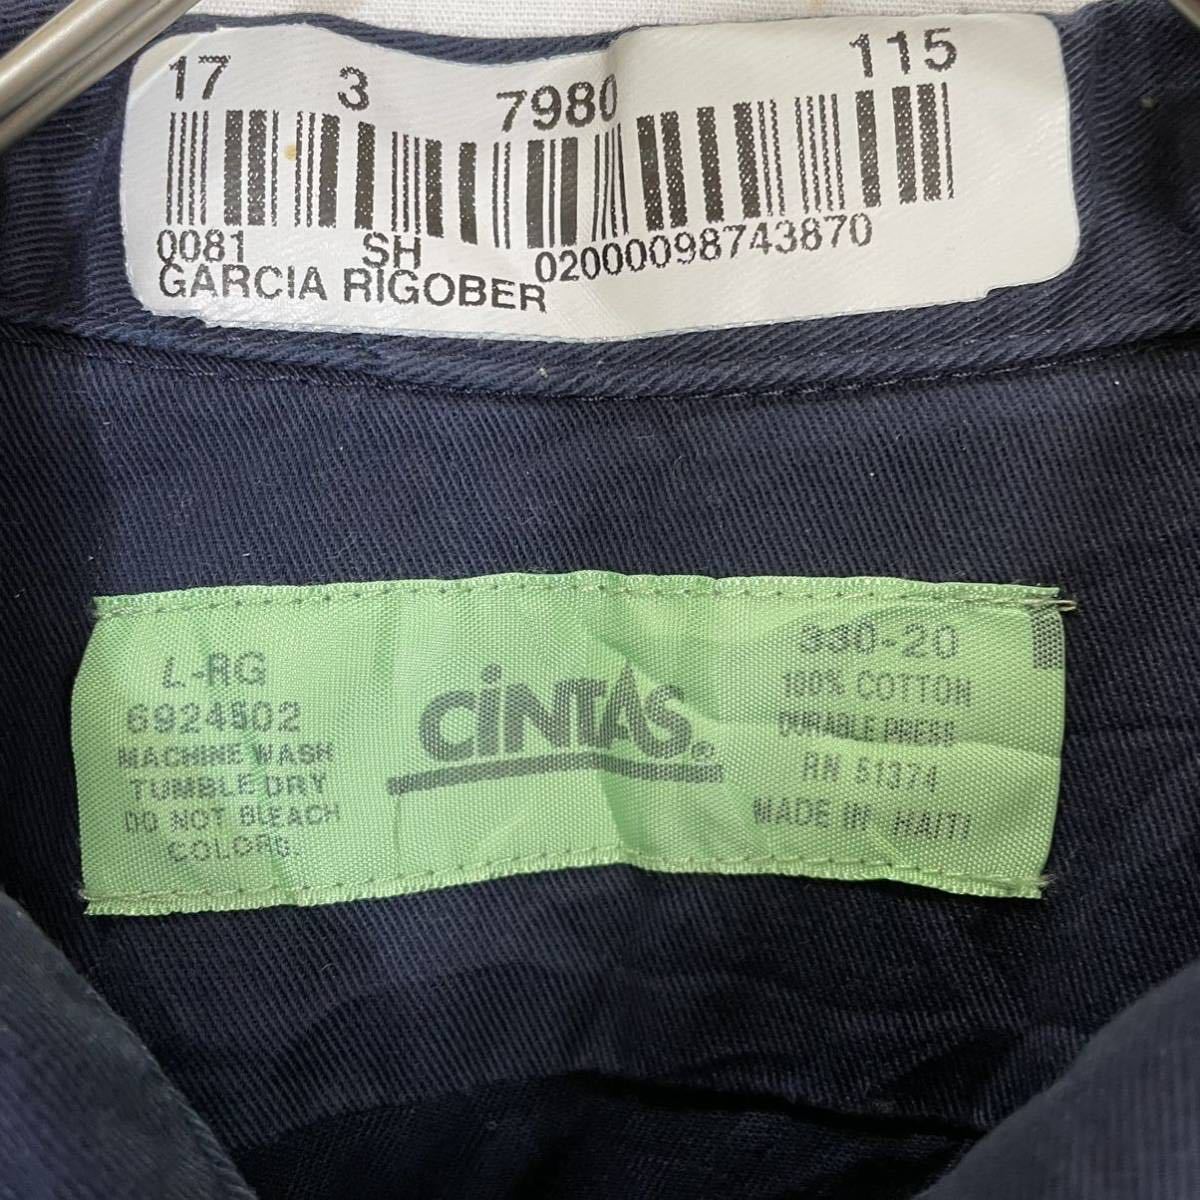 17 3 7980 115
0081 SH 02000098743870
GARCIA RIGOBER
L-RG
6924502
MACHINE WASH
TUMBLE DRY
DO NOT BLEACH
COLORS.
CiNTAS®
330-20
100% COTTON
DURABLE PRESS
RN 51374
MADE IN HAITI